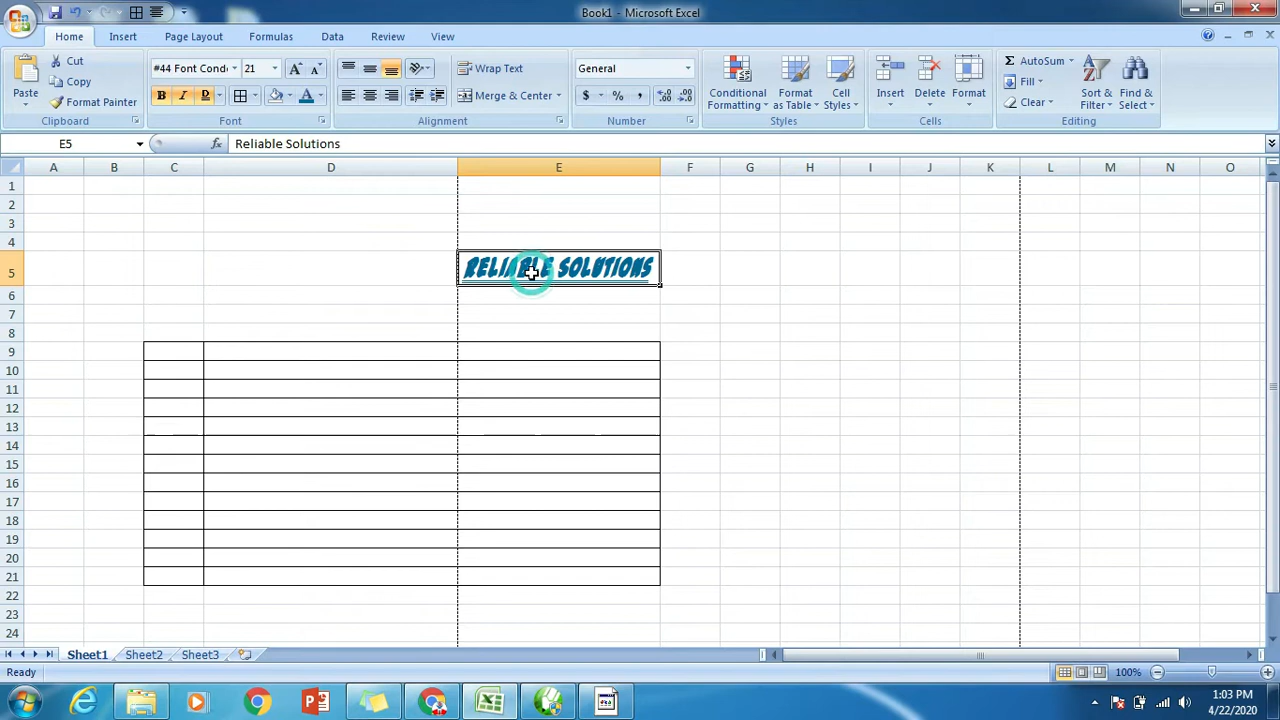 Book1 - Microsoft Excel
Home Insert Page Layout Formulas Data Review View
Paste Cut Copy Format Painter Clipboard
#44 Font Cond 21 Font
Wrap Text Merge & Center Alignment
General $ % , Number
Conditional Formatting Format as Table Cell Styles Styles
Insert Delete Format Cells
AutoSum Fill Clear Sort & Filter Find & Select Editing
E5 fx Reliable Solutions
A B C D E F G H I J K L M N O
1
2
3
4
5 RELIABLE SOLUTIONS
6
7
8
9
10
11
12
13
14
15
16
17
18
19
20
21
22
23
24
Sheet1 Sheet2 Sheet3
Ready 100%
1:03 PM
4/22/2020